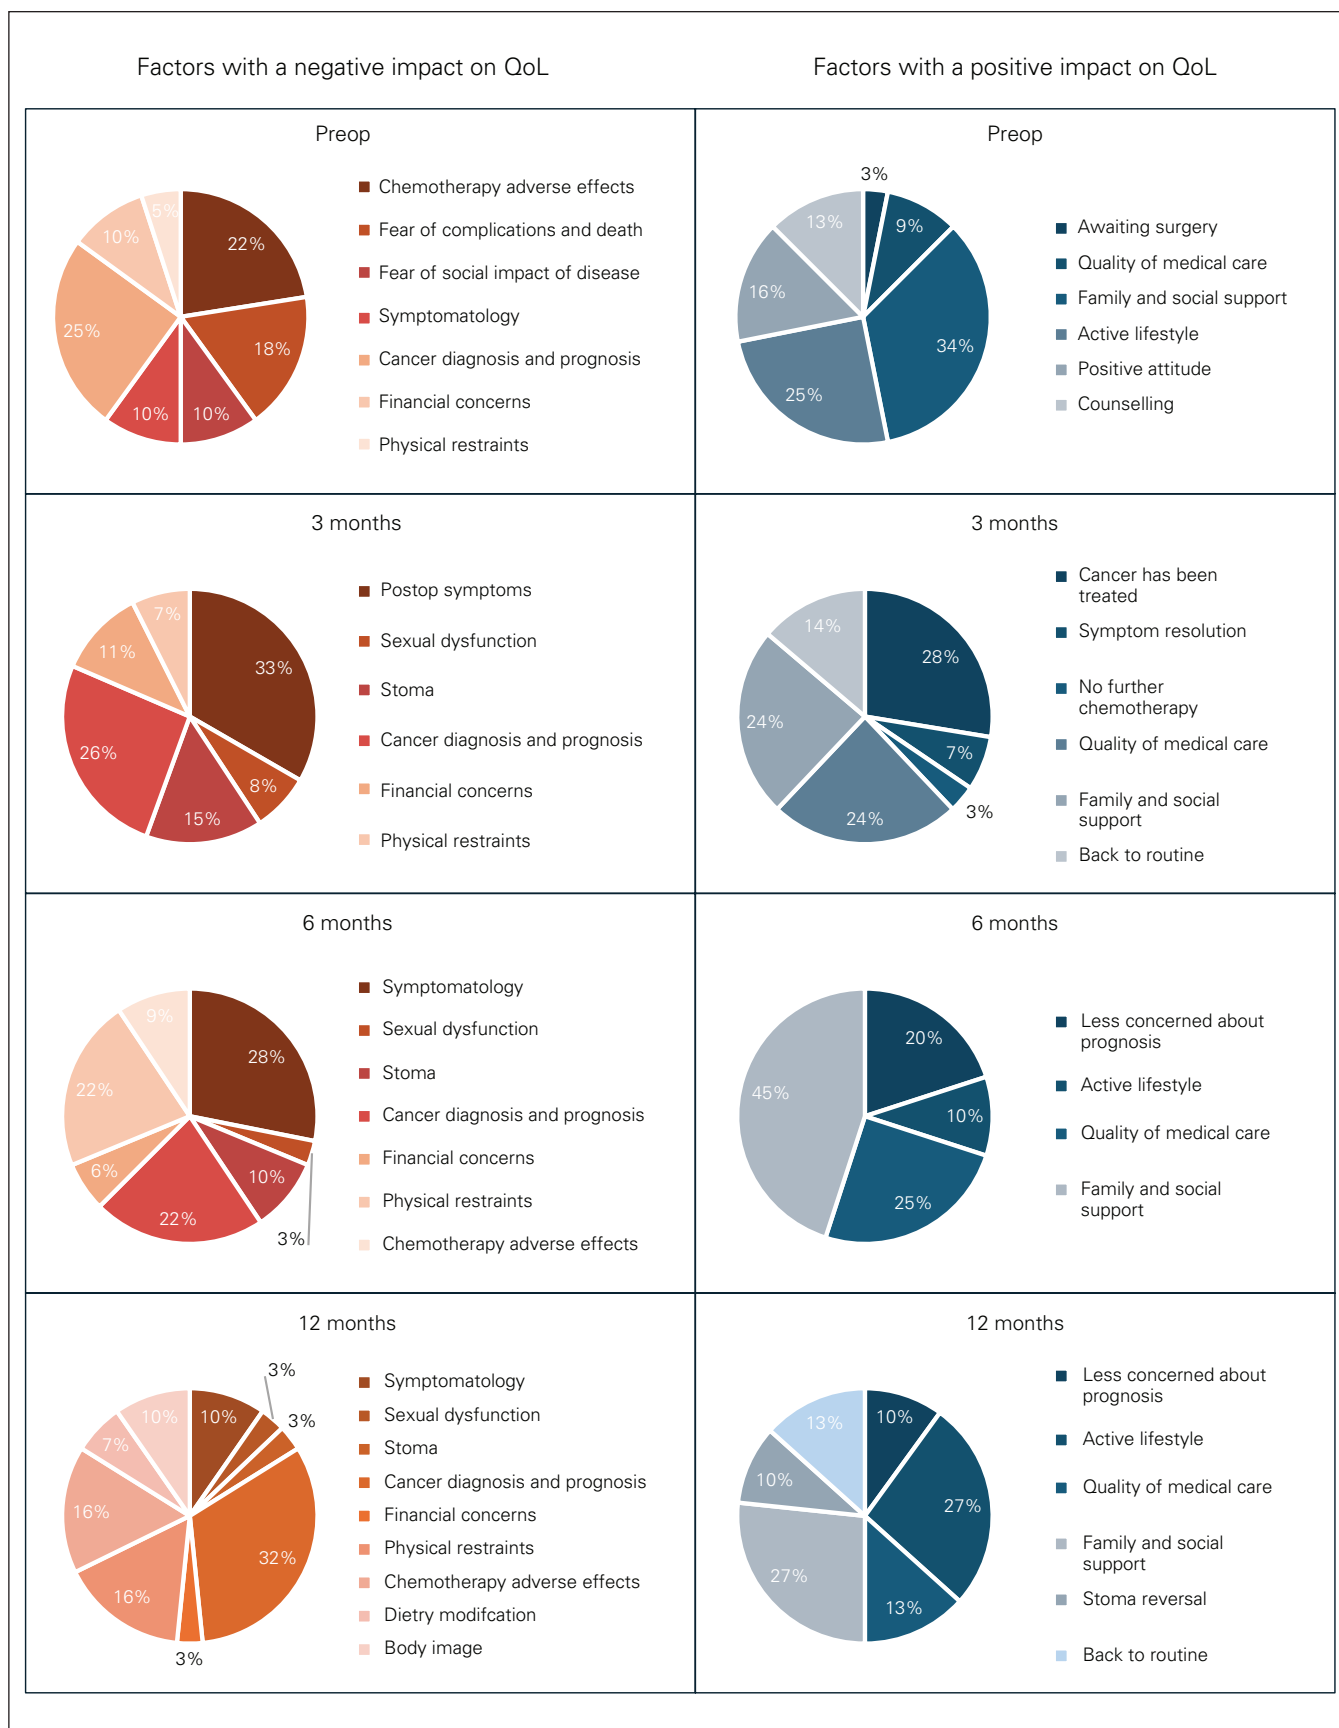 Factors with a negative impact on QoL
Factors with a positive impact on QoL
Preop
5%
10%
22%
25%
18%
10%
10%
Chemotherapy adverse effects
Fear of complications and death
Fear of social impact of disease
Symptomatology
Cancer diagnosis and prognosis
Financial concerns
Physical restraints
Preop
3%
13%
9%
16%
34%
25%
Awaiting surgery
Quality of medical care
Family and social support
Active lifestyle
Positive attitude
Counselling
3 months
7%
11%
33%
26%
8%
15%
Postop symptoms
Sexual dysfunction
Stoma
Cancer diagnosis and prognosis
Financial concerns
Physical restraints
3 months
14%
28%
24%
7%
3%
24%
Cancer has been
treated
Symptom resolution
No further
chemotherapy
Quality of medical care
Family and social
support
Back to routine
6 months
9%
28%
22%
6%
10%
22%
3%
Symptomatology
Sexual dysfunction
Stoma
Cancer diagnosis and prognosis
Financial concerns
Physical restraints
Chemotherapy adverse effects
6 months
20%
45%
10%
25%
Less concerned about
prognosis
Active lifestyle
Quality of medical care
Family and social
support
12 months
3%
10%
10%
3%
7%
16%
32%
16%
3%
Symptomatology
Sexual dysfunction
Stoma
Cancer diagnosis and prognosis
Financial concerns
Physical restraints
Chemotherapy adverse effects
Dietry modifcation
Body image
12 months
13%
10%
10%
27%
27%
13%
Less concerned about
prognosis
Active lifestyle
Quality of medical care
Family and social
support
Stoma reversal
Back to routine